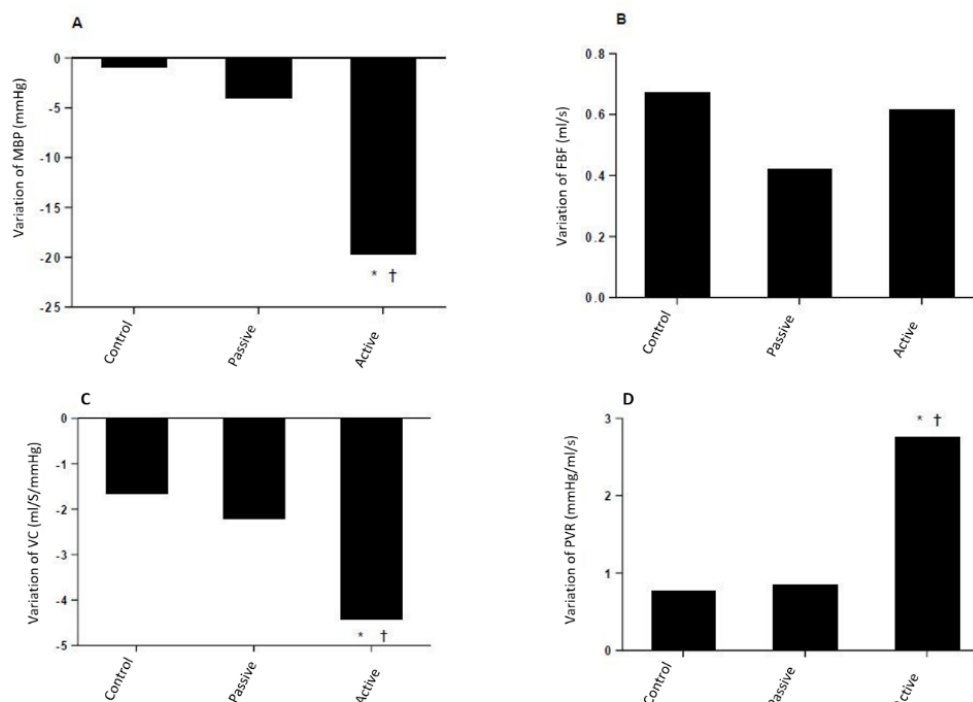 A
Variation of MBP (mmHg)
0
-5
-10
-15
-20
-25
* †
Control
Passive
Active
B
Variation of FBF (ml/s)
0.8
0.6
0.4
0.2
0.0
Control
Passive
Active
C
Variation of VC (ml/S/mmHg)
0
-1
-2
-3
-4
-5
* †
Control
Passive
Active
D
Variation of PVR (mmHg/ml/s)
3
2
1
0
* †
Control
Passive
Active